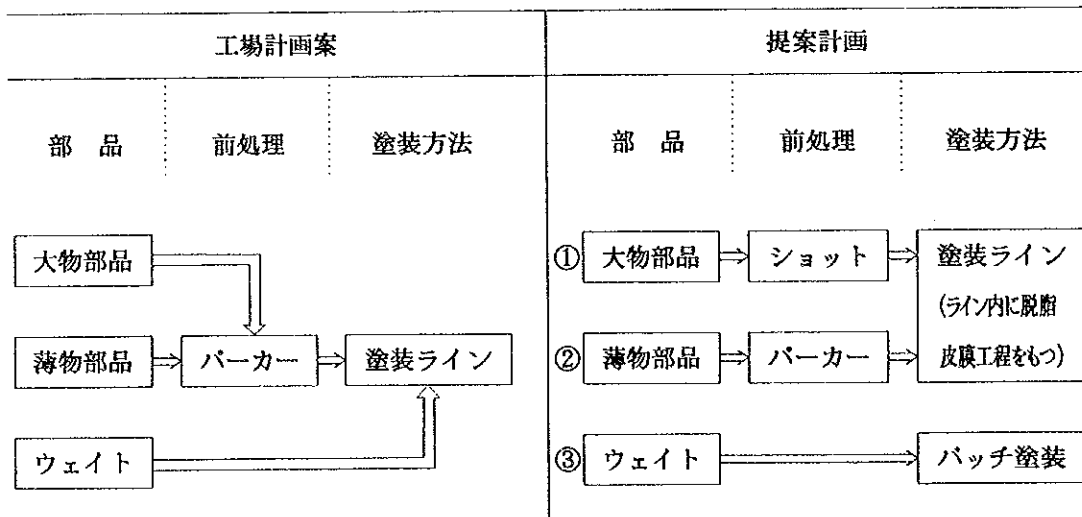 工場計画案
提案計画
部品 前処理 塗装方法
部品 前処理 塗装方法
大物部品
薄物部品 パーカー 塗装ライン
ウェイト
① 大物部品 ショット 塗装ライン
(ライン内に脱脂
② 薄物部品 パーカー 皮膜工程をもつ)
③ ウェイト バッチ塗装